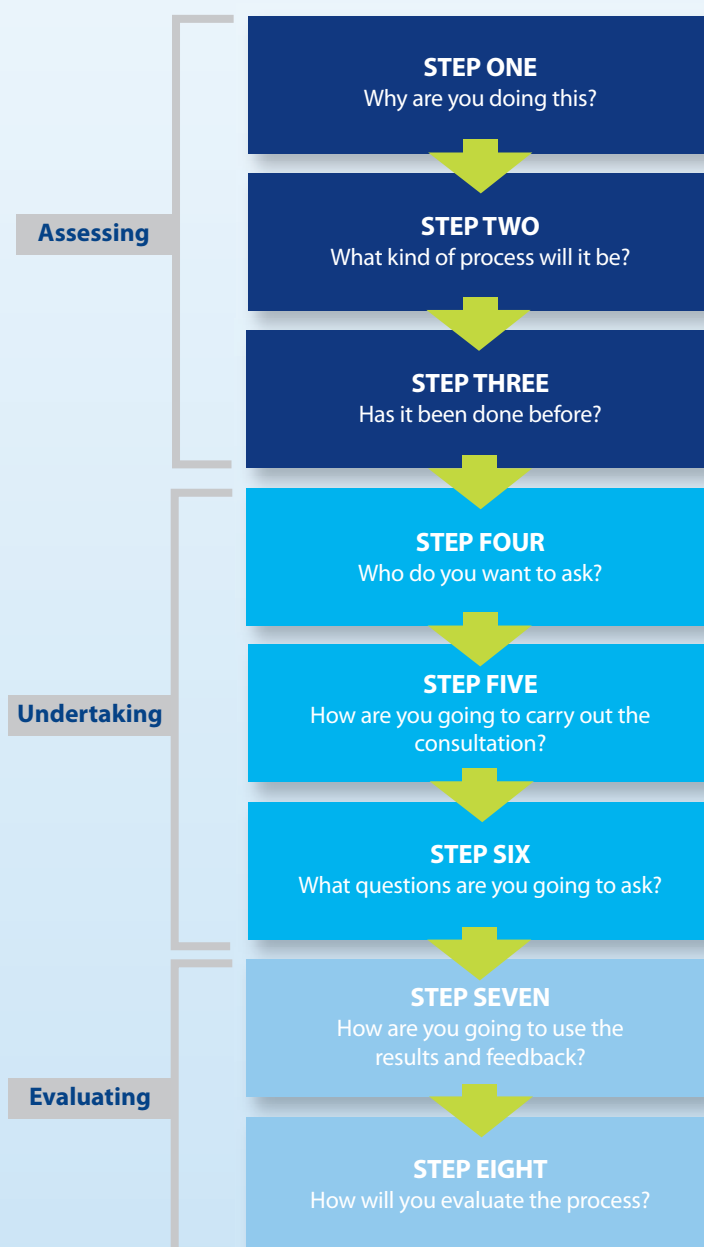 STEP ONE
Why are you doing this?
Assessing
STEP TWO
What kind of process will it be?
STEP THREE
Has it been done before?
STEP FOUR
Who do you want to ask?
Undertaking
STEP FIVE
How are you going to carry out the
consultation?
STEP SIX
What questions are you going to ask?
Evaluating
STEP SEVEN
How are you going to use the
results and feedback?
STEP EIGHT
How will you evaluate the process?